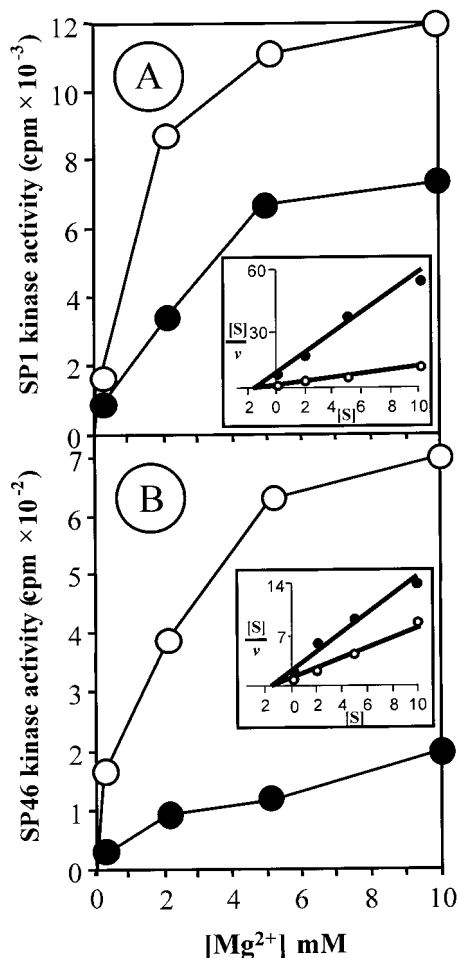 SP1 kinase activity (cpm × 10⁻³)
12
10
8
6
4
2
0
A
60
30
[S]
v
2 0 2 4 6 8 10
[S]
SP46 kinase activity (cpm ×10⁻²)
7
6
5
4
3
2
1
0
B
14
7
[S]
v
2 0 2 4 6 8 10
[S]
0 2 4 6 8 10
[Mg²⁺] mM